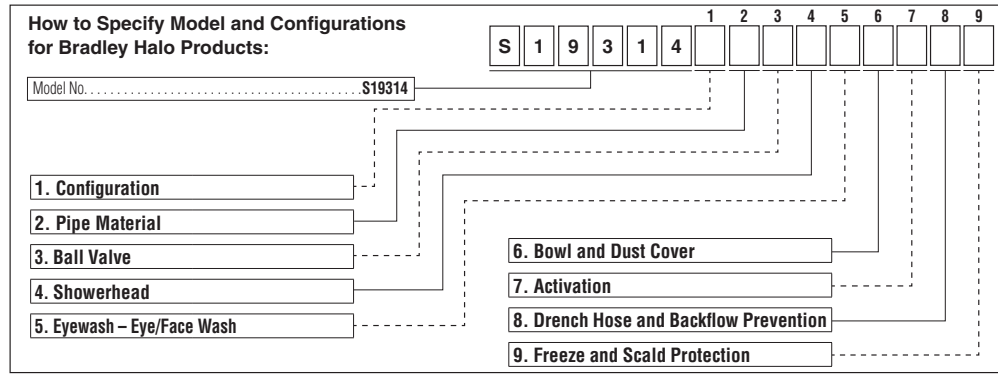 How to Specify Model and Configurations
for Bradley Halo Products:
1 2 3 4 5 6 7 8 9
S 1 9 3 1 4
Model No. . . . . . . . . . . . . . . . . . . . . . . . . . . . . . . . . . . . . . . . . . S19314
1. Configuration
2. Pipe Material
3. Ball Valve
4. Showerhead
5. Eyewash – Eye/Face Wash
6. Bowl and Dust Cover
7. Activation
8. Drench Hose and Backflow Prevention
9. Freeze and Scald Protection